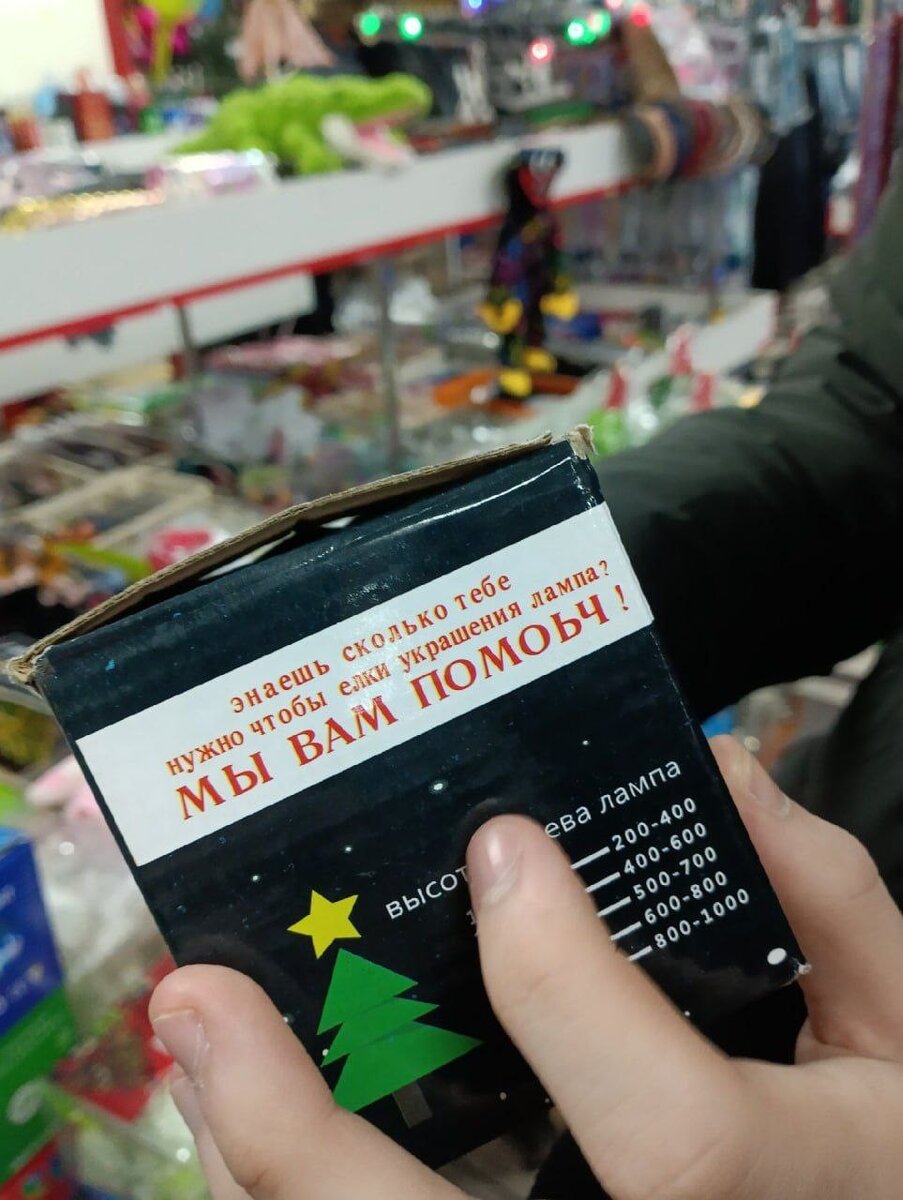 знаешь сколько тебе
нужно чтобы елки украшения лампа?
МЫ ВАМ ПОМОЬЧ!
лампа
200-400
400-600
500-700
600-800
800-1000